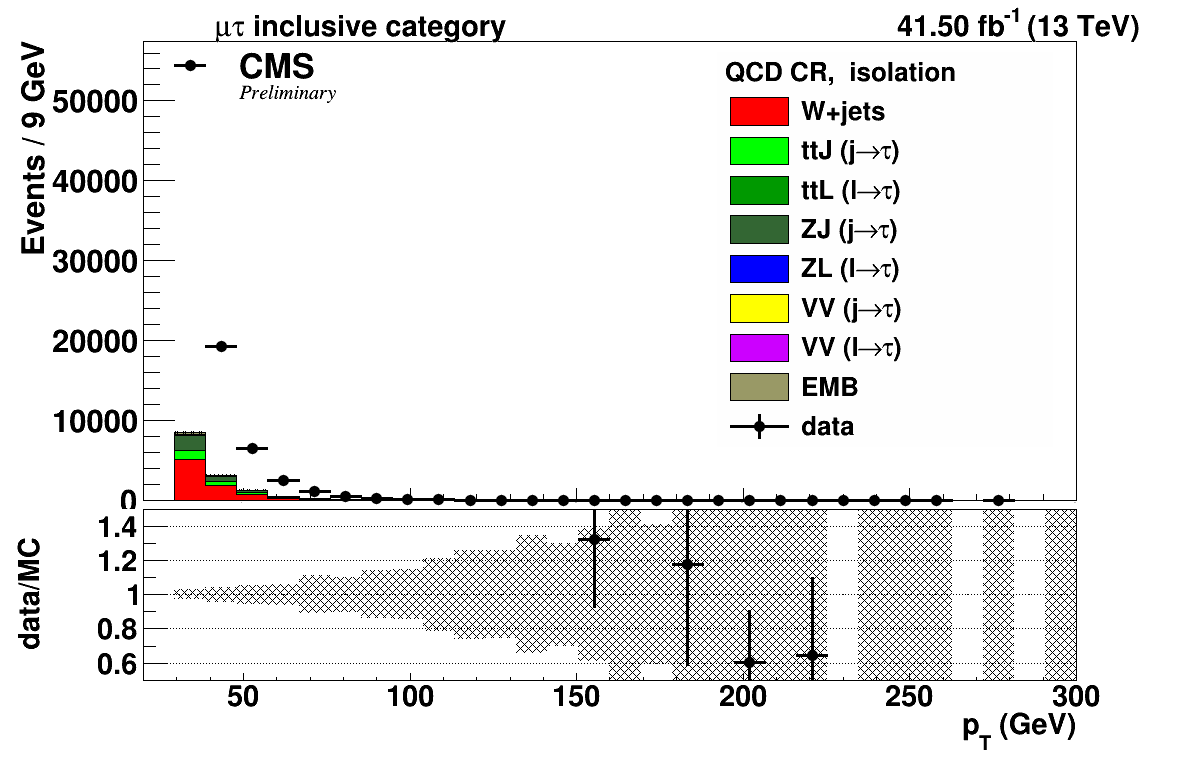 μτ inclusive category
41.50 fb-1 (13 TeV)
CMS
Preliminary
QCD CR, isolation
W+jets
ttJ (j→τ)
ttL (l→τ)
ZJ (j→τ)
ZL (l→τ)
VV (j→τ)
VV (l→τ)
EMB
data
Events / 9 GeV
50000
40000
30000
20000
10000
0
data/MC
1.4
1.2
1
0.8
0.6
50 100 150 200 250 300
pT (GeV)